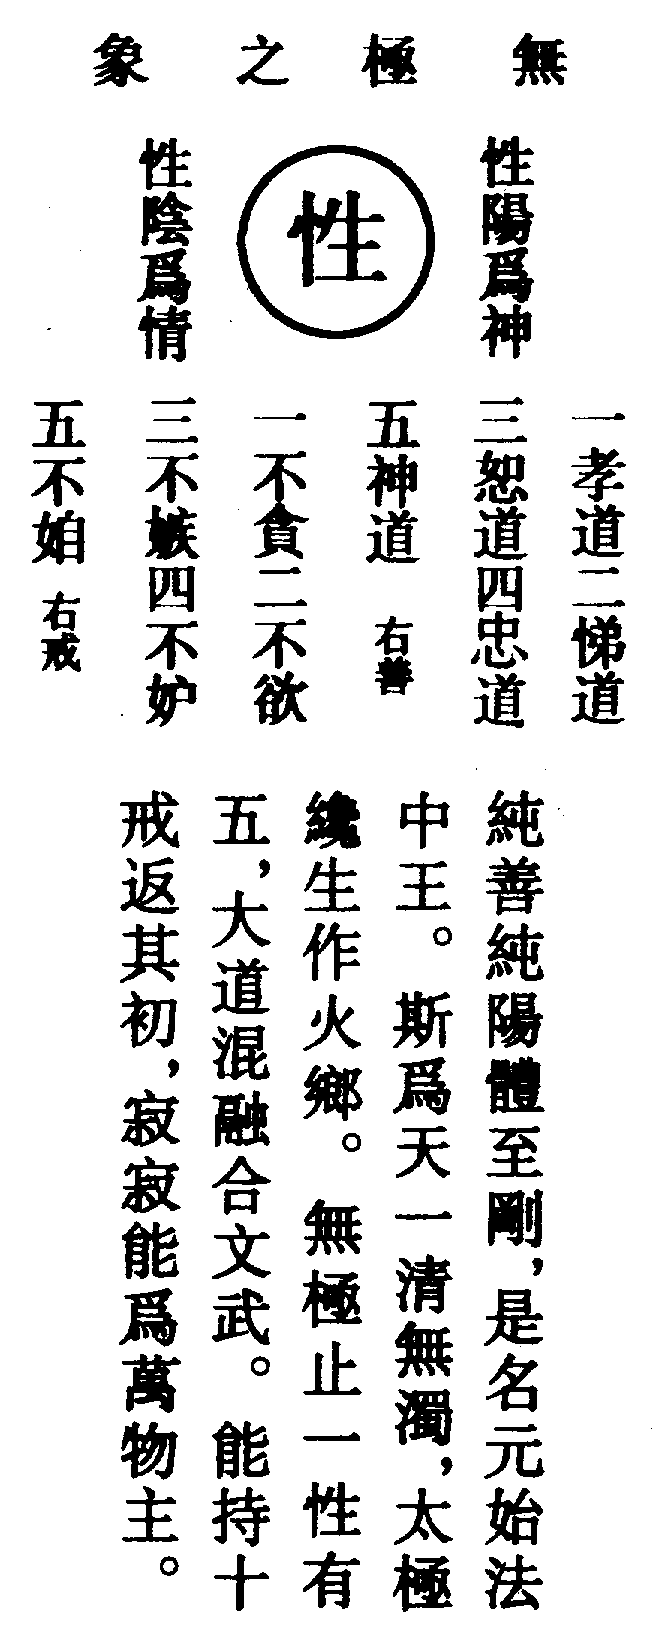 無極之象
性陽爲神
性
性陰爲情
一孝道二悌道
三恕道四忠道
五神道 右善
一不貪二不欲
三不嫉四不妒
五不妲 右戒
純善純陽體至剛，是名元始法
中王。斯爲天一清無濁，太極
纔生作火鄉。無極止一性有
五，大道混融合文武。能持十
戒返其初，寂寂能爲萬物主。